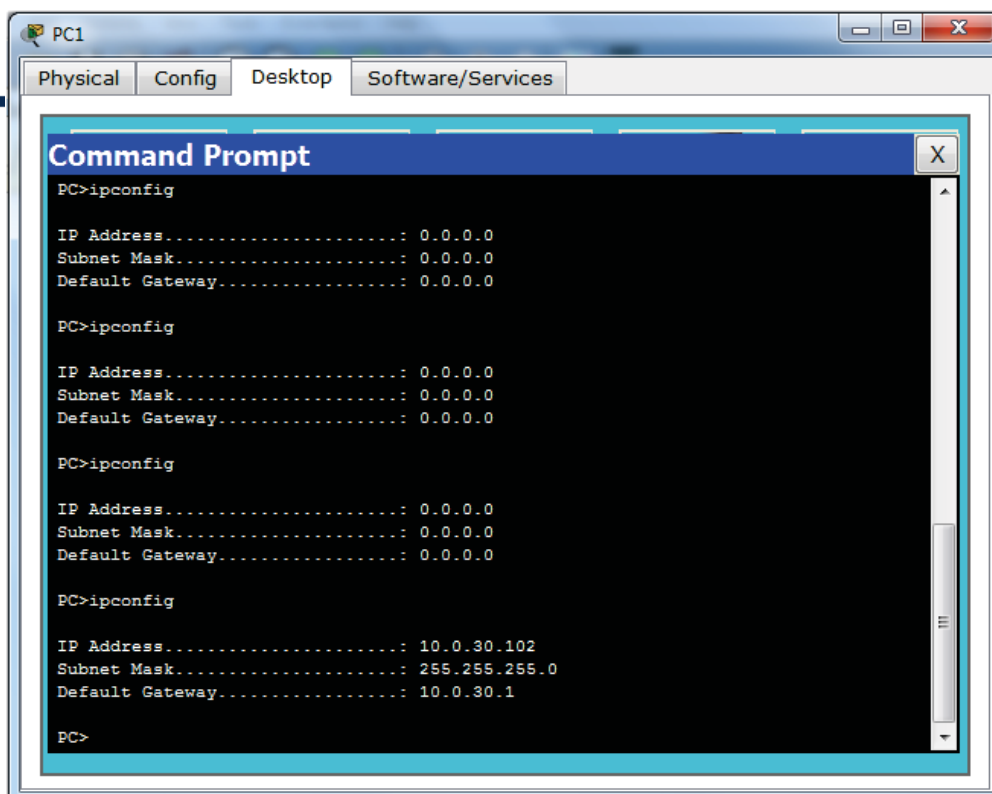 PC1
Physical Config Desktop Software/Services
Command Prompt
X
PC>ipconfig
IP Address......................: 0.0.0.0
Subnet Mask.....................: 0.0.0.0
Default Gateway.................: 0.0.0.0
PC>ipconfig
IP Address......................: 0.0.0.0
Subnet Mask.....................: 0.0.0.0
Default Gateway.................: 0.0.0.0
PC>ipconfig
IP Address......................: 0.0.0.0
Subnet Mask.....................: 0.0.0.0
Default Gateway.................: 0.0.0.0
PC>ipconfig
IP Address......................: 10.0.30.102
Subnet Mask.....................: 255.255.255.0
Default Gateway.................: 10.0.30.1
PC>